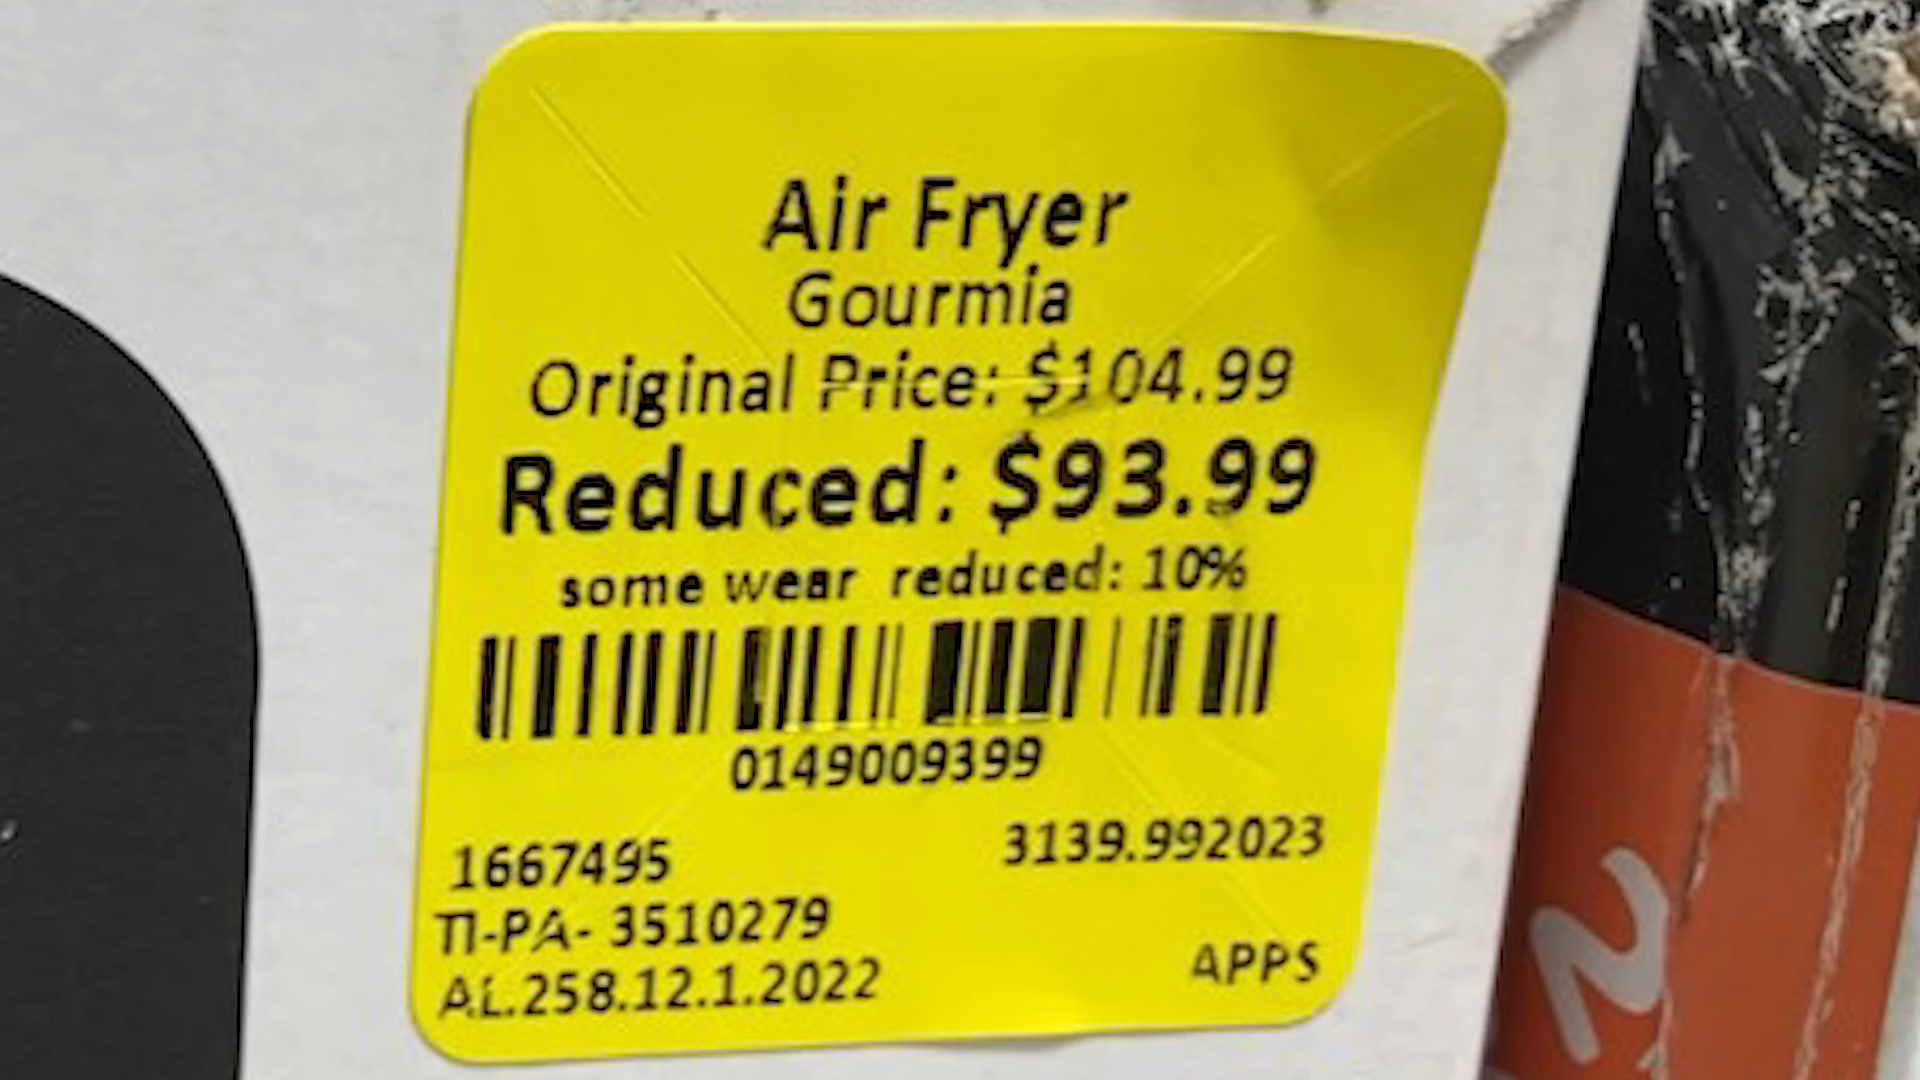 Air Fryer
Gourmia
Original Price: $104.99
Reduced: $93.99
some wear reduced: 10%
0149009399
1667495
3139.992023
TI-PA- 3510279
AL.258.12.1.2022
APPS